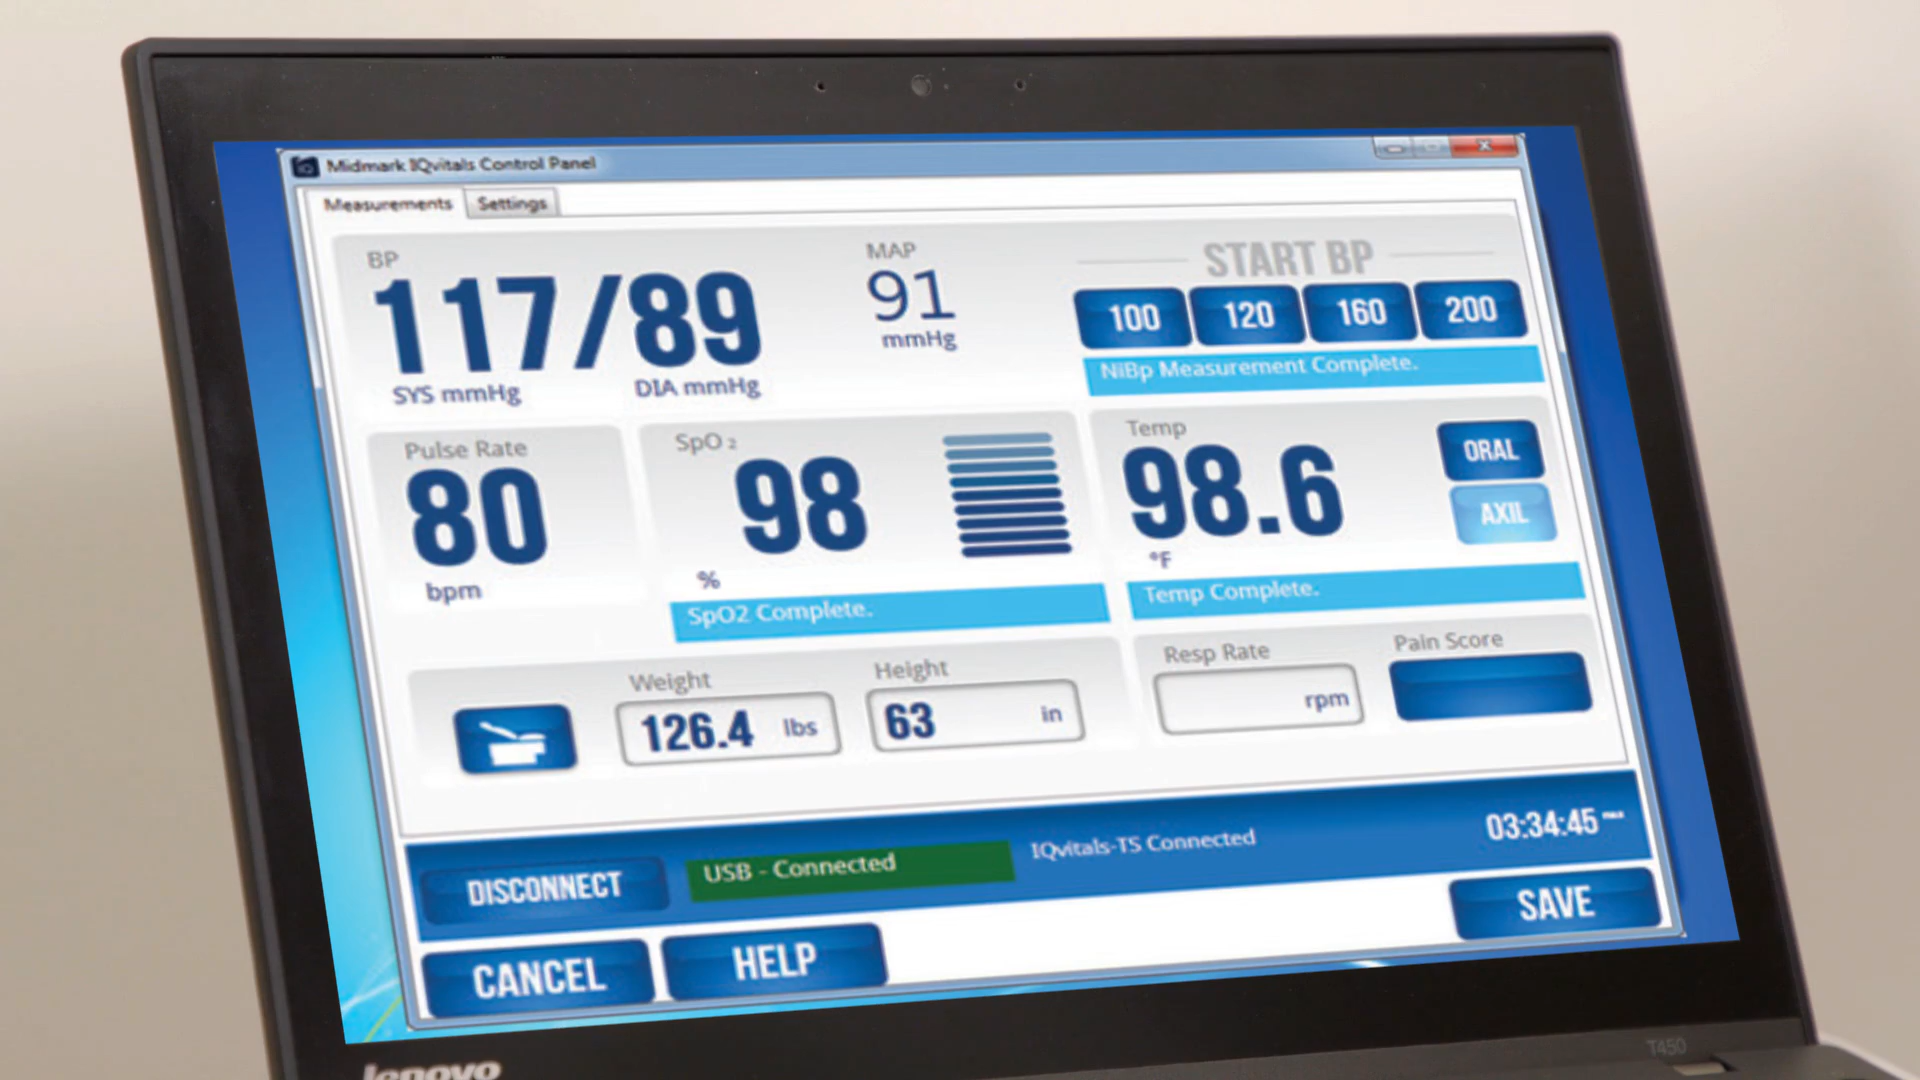 Midmark IQvitals Control Panel
Measurements Settings
BP
117/89
SYS mmHg DIA mmHg
MAP
91
mmHg
START BP
100 120 160 200
NiBp Measurement Complete.
Pulse Rate
80
bpm
SpO 2
98
%
SpO2 Complete.
Temp
98.6
°F
ORAL
AXIL
Temp Complete.
Weight
126.4 lbs
Height
63 in
Resp Rate
rpm
Pain Score
DISCONNECT
USB - Connected
IQvitals-TS Connected
03:34:45
CANCEL
HELP
SAVE
lenovo
T450